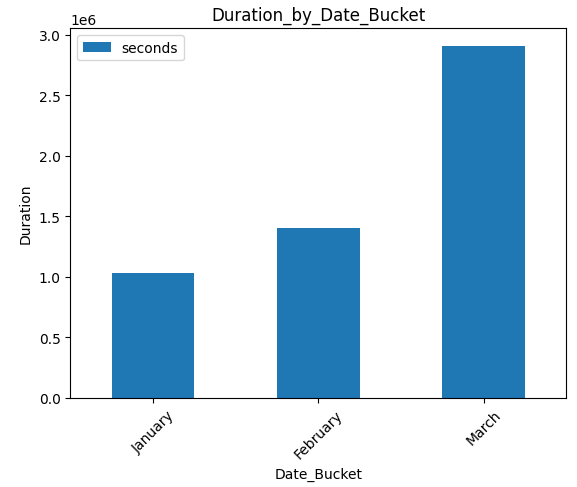 Duration_by_Date_Bucket
1e6
seconds
3.0
2.5
2.0
1.5
1.0
0.5
0.0
Duration
January
February
March
Date_Bucket